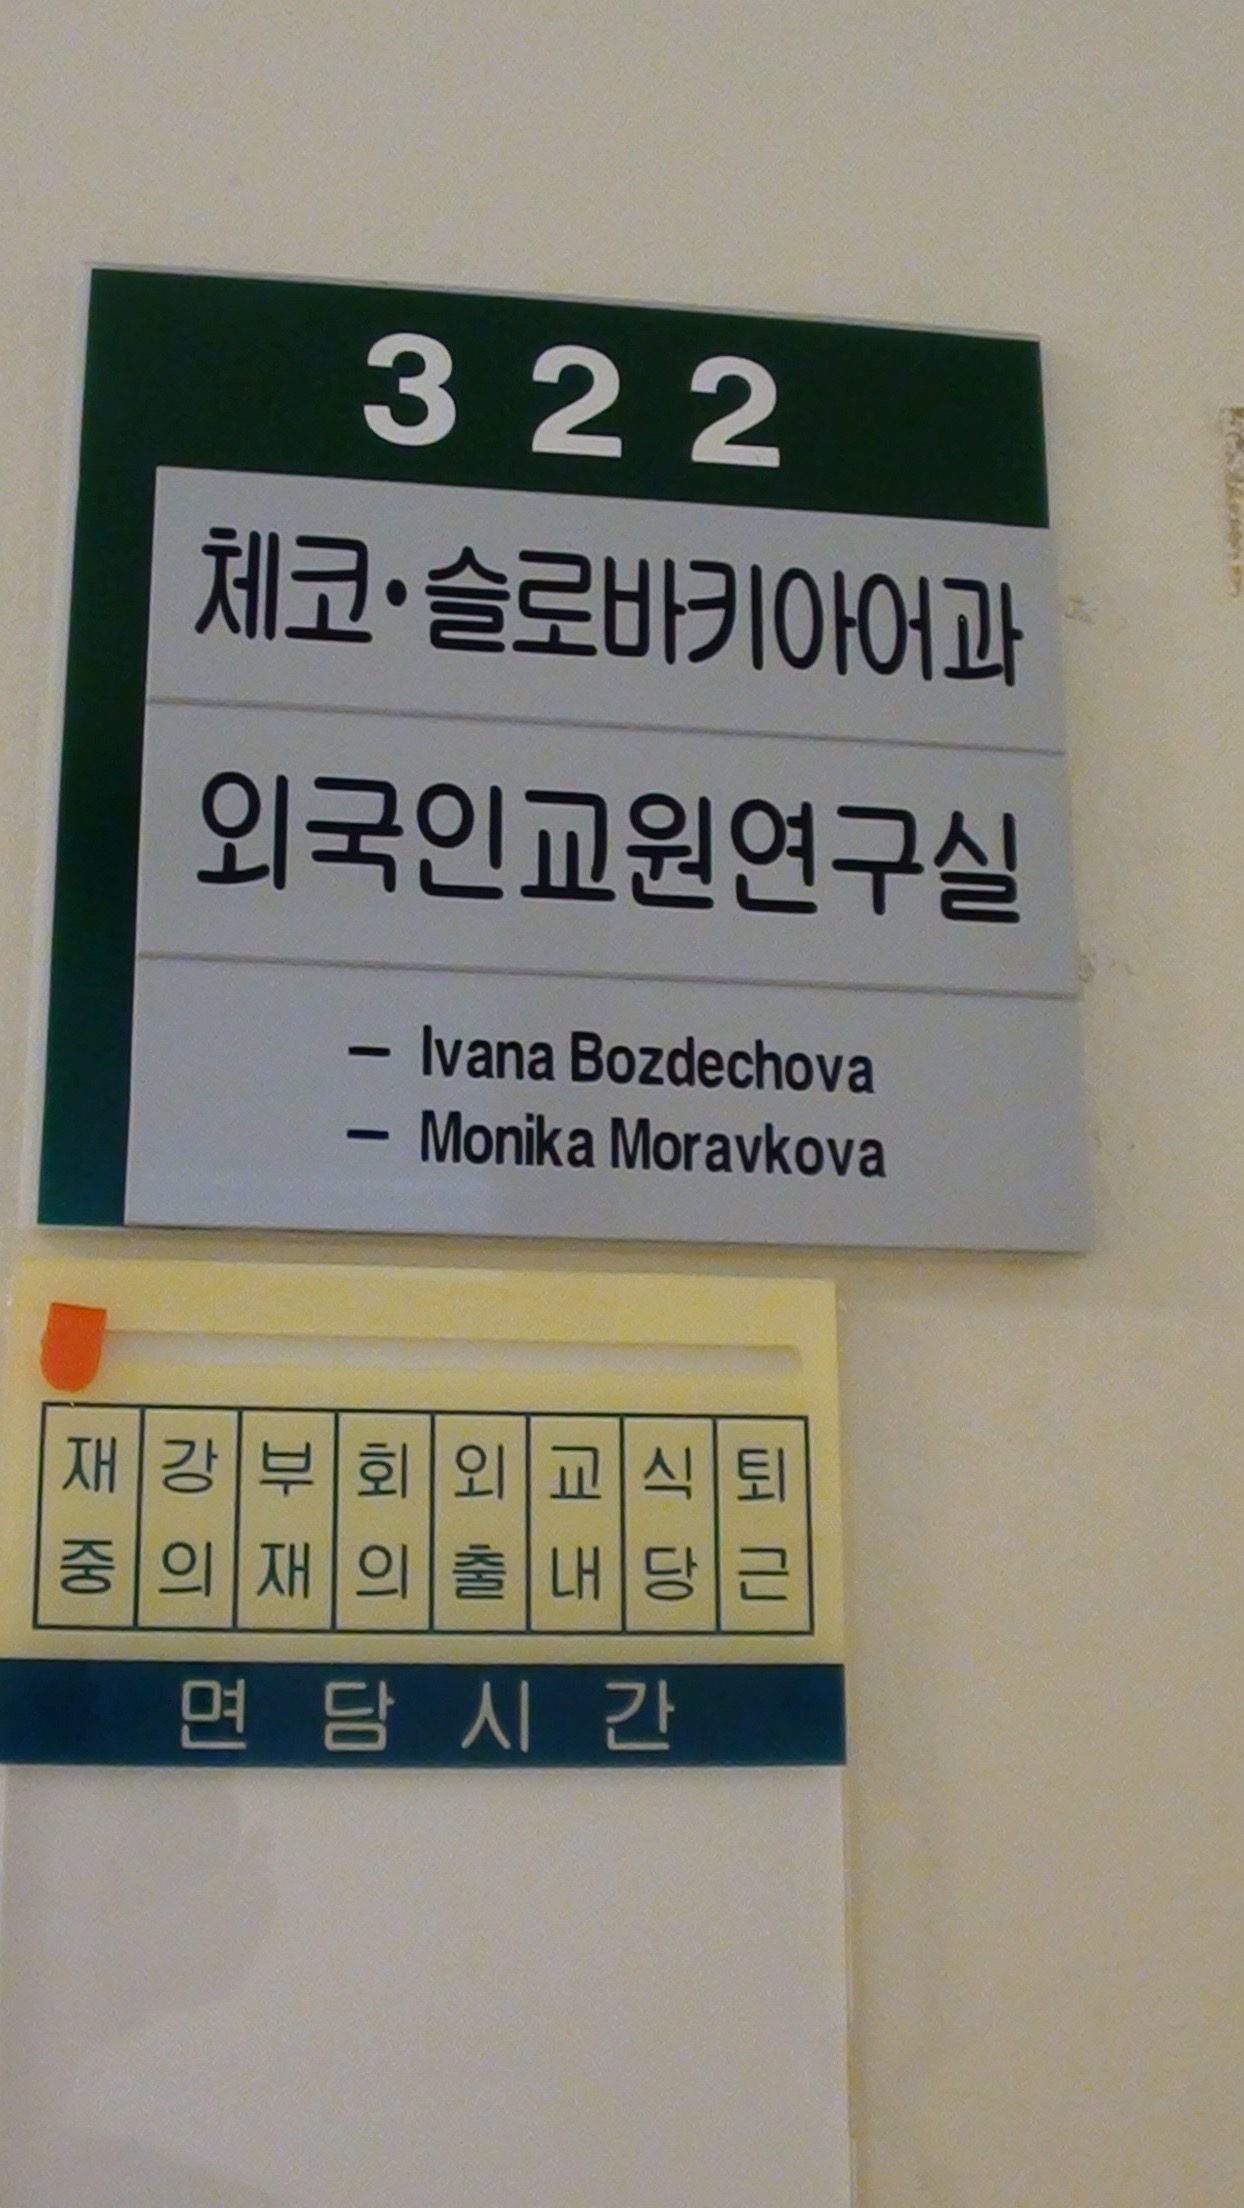 322
체코·슬로바키아어과
외국인교원연구실
- Ivana Bozdechova
- Monika Moravkova
재중 강의 부재 회의 외출 교내 식당 퇴근
면담시간